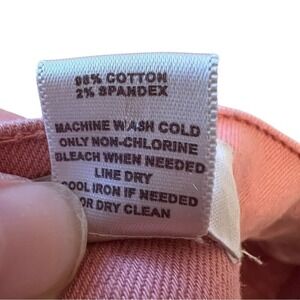 98% COTTON
2% SPANDEX
MACHINE WASH COLD
ONLY NON-CHLORINE
BLEACH WHEN NEEDED
LINE DRY
COOL IRON IF NEEDED
OR DRY CLEAN